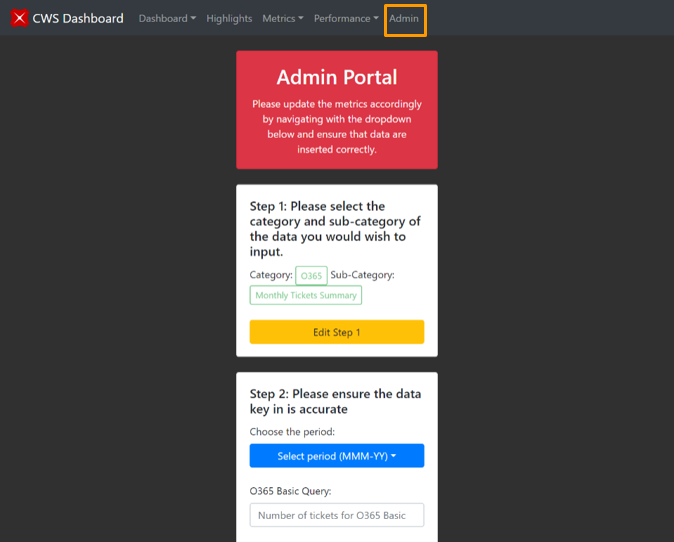 CWS Dashboard Dashboard Highlights Metrics Performance Admin
Admin Portal
Please update the metrics accordingly
by navigating with the dropdown
below and ensure that data are
inserted correctly.
Step 1: Please select the
category and sub-category of
the data you would wish to
input.
Category: O365 Sub-Category:
Monthly Tickets Summary
Edit Step 1
Step 2: Please ensure the data
key in is accurate
Choose the period:
Select period (MMM-YY)
O365 Basic Query:
Number of tickets for O365 Basic